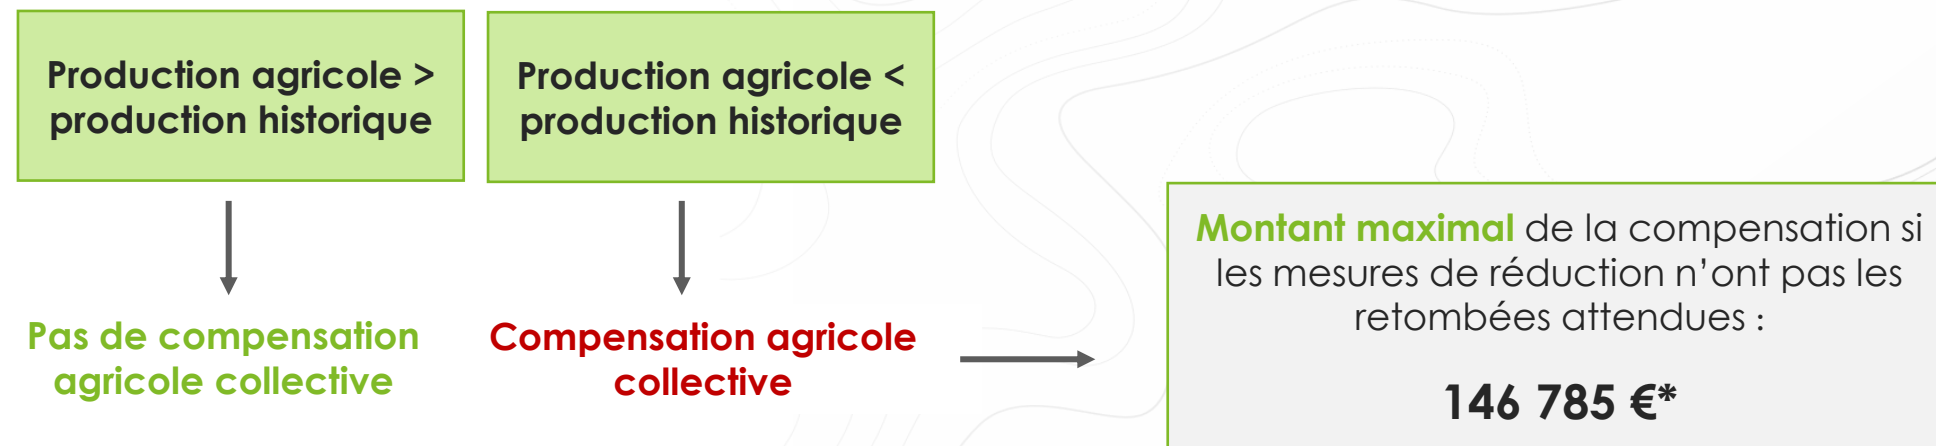 Production agricole >
production historique
Production agricole <
production historique
Pas de compensation
agricole collective
Compensation agricole
collective
Montant maximal de la compensation si
les mesures de réduction n’ont pas les
retombées attendues :
146 785 €*